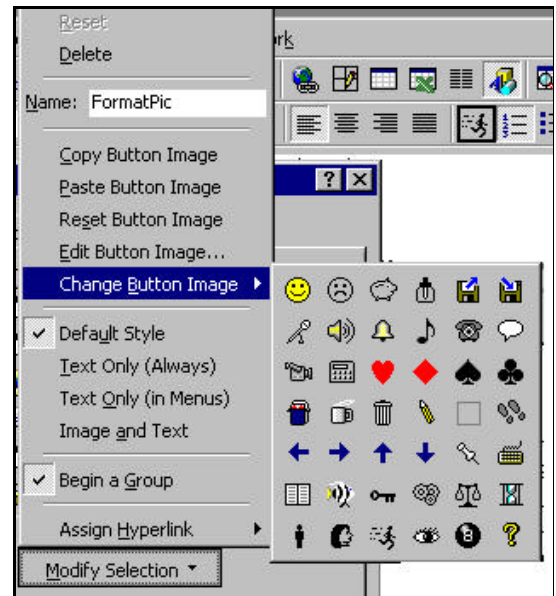 Reset
rk
Delete
Name: FormatPic
Copy Button Image
Paste Button Image
Reset Button Image
Edit Button Image...
Change Button Image
Default Style
Text Only (Always)
Text Only (in Menus)
Image and Text
Begin a Group
Assign Hyperlink
Modify Selection